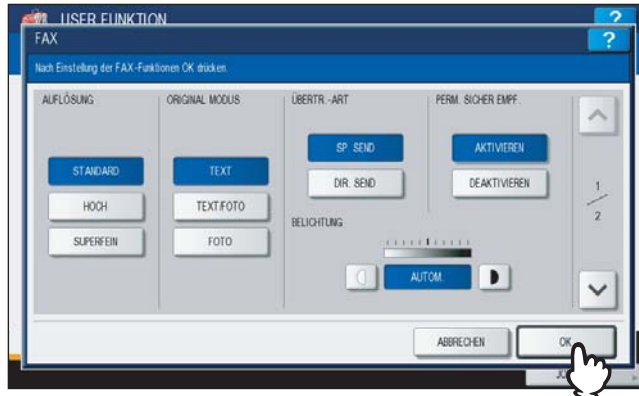 USER FUNKTION
?
FAX
?
Nach Einstellung der FAX-Funktionen OK drücken.
AUFLÖSUNG
ORIGINAL MODUS
ÜBERTR.-ART
PERM. SICHER EMPF.
STANDARD
TEXT
SP. SEND
AKTIVIEREN
HOCH
TEXT/FOTO
DIR. SEND
DEAKTIVIEREN
1
2
SUPERFEIN
FOTO
BELICHTUNG
AUTOM.
ABBRECHEN
OK